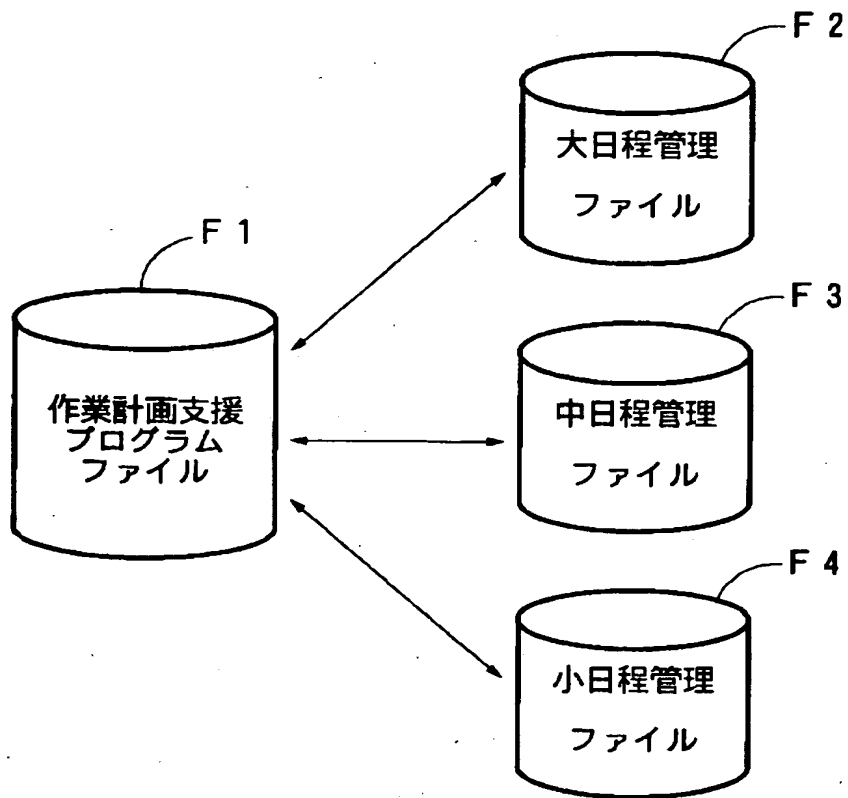 F 1
作業計画支援
プログラム
ファイル
F 2
大日程管理
ファイル
F 3
中日程管理
ファイル
F 4
小日程管理
ファイル